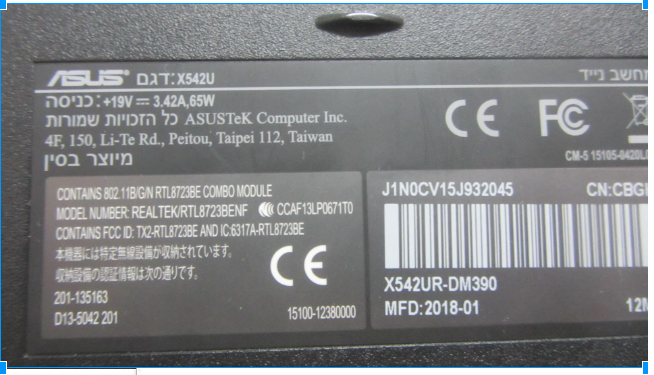 ASUS דגם: X542U
מחשב נייד
כניסה: +19V ⎓ 3.42A, 65W
כל הזכויות שמורות ASUSTeK Computer Inc.
4F, 150, Li-Te Rd., Peitou, Taipei 112, Taiwan
מיוצר בסין
CE FC
CM-5 15105-0420L0
CONTAINS 802.11B/G/N RTL8723BE COMBO MODULE
MODEL NUMBER: REALTEK/RTL8723BENF CCAF13LP0671T0
CONTAINS FCC ID: TX2-RTL8723BE AND IC:6317A-RTL8723BE
本機器には特定無線設備が収納されています。
収納設備の認証情報は次の通りです。
CE
201-135163
D13-5042 201
15100-12380000
J1N0CV15J932045
CN:CBG
X542UR-DM390
MFD:2018-01
12M